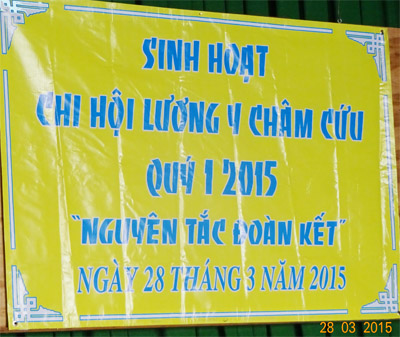 SINH HOẠT
CHI HỘI LƯƠNG Y CHÂM CỨU
QUÝ 1 2015
"NGUYÊN TẮC ĐOÀN KẾT"
NGÀY 28 THÁNG 3 NĂM 2015
28 03 2015